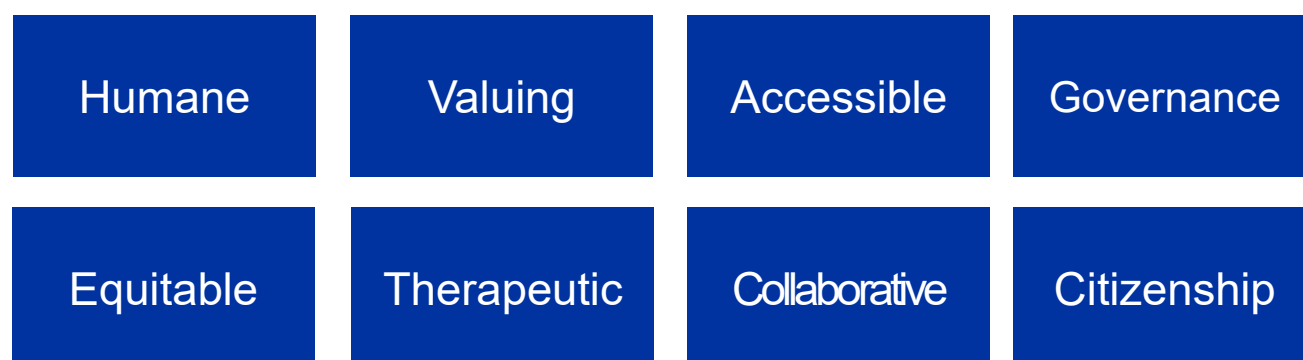 Humane
Valuing
Accessible
Governance
Equitable
Therapeutic
Collaborative
Citizenship